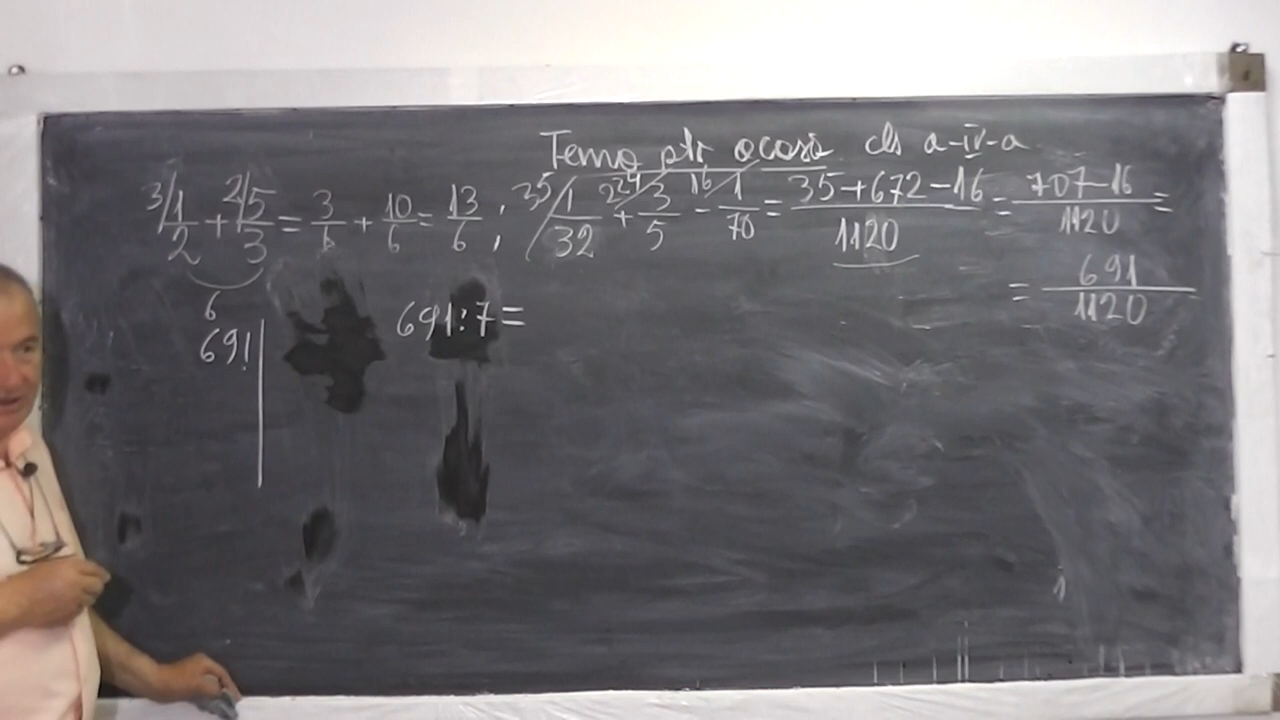 Temă ptr acasă cls a-IV-a
3/1/2 + 2/5/3 = 3/6 + 10/6 = 13/6 ; 35/1/32 + 224/3/5 - 16/1/70 = 35+672-16/1120 = 707-16/1120 =
= 691/1120
6
691:7=
691